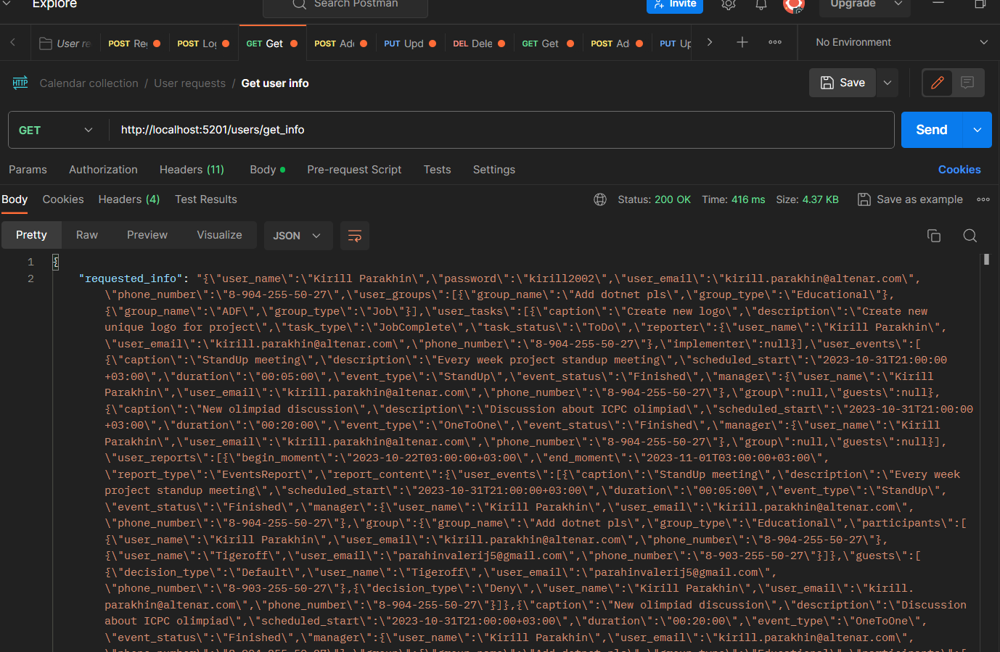 Explore
Search Postman
Invite
Upgrade
User re
POST Reg
POST Log
GET Get
POST Add
PUT Upd
DEL Dele
GET Get
POST Ad
PUT Up
No Environment
HTTP Calendar collection / User requests / Get user info
Save
GET
http://localhost:5201/users/get_info
Send
Params Authorization Headers (11) Body Pre-request Script Tests Settings
Cookies
Body Cookies Headers (4) Test Results
Status: 200 OK Time: 416 ms Size: 4.37 KB Save as example
Pretty Raw Preview Visualize JSON
1 {
2 "requested_info": "{\"user_name\":\"Kirill Parakhin\",\"password\":\"kirill2002\",\"user_email\":\"kirill.parakhin@altenar.com\",
\"phone_number\":\"8-904-255-50-27\",\"user_groups\":[{\"group_name\":\"Add dotnet pls\",\"group_type\":\"Educational\"},
{\"group_name\":\"ADF\",\"group_type\":\"Job\"}],\"user_tasks\":[{\"caption\":\"Create new logo\",\"description\":\"Create new
unique logo for project\",\"task_type\":\"JobComplete\",\"task_status\":\"ToDo\",\"reporter\":{\"user_name\":\"Kirill Parakhin\",
\"user_email\":\"kirill.parakhin@altenar.com\",\"phone_number\":\"8-904-255-50-27\"},\"implementer\":null}],\"user_events\":[
{\"caption\":\"StandUp meeting\",\"description\":\"Every week project standup meeting\",\"scheduled_start\":\"2023-10-31T21:00:00
+03:00\",\"duration\":\"00:05:00\",\"event_type\":\"StandUp\",\"event_status\":\"Finished\",\"manager\":{\"user_name\":\"Kirill
Parakhin\",\"user_email\":\"kirill.parakhin@altenar.com\",\"phone_number\":\"8-904-255-50-27\"},\"group\":null,\"guests\":null},
{\"caption\":\"New olimpiad discussion\",\"description\":\"Discussion about ICPC olimpiad\",\"scheduled_start\":\"2023-10-31T21:00:00
+03:00\",\"duration\":\"00:20:00\",\"event_type\":\"OneToOne\",\"event_status\":\"Finished\",\"manager\":{\"user_name\":\"Kirill
Parakhin\",\"user_email\":\"kirill.parakhin@altenar.com\",\"phone_number\":\"8-904-255-50-27\"},\"group\":null,\"guests\":null}],
\"user_reports\":[{\"begin_moment\":\"2023-10-22T03:00:00+03:00\",\"end_moment\":\"2023-11-01T03:00:00+03:00\",
\"report_type\":\"EventsReport\",\"report_content\":{\"user_events\":[{\"caption\":\"StandUp meeting\",\"description\":\"Every week
project standup meeting\",\"scheduled_start\":\"2023-10-31T21:00:00+03:00\",\"duration\":\"00:05:00\",\"event_type\":\"StandUp\",
\"event_status\":\"Finished\",\"manager\":{\"user_name\":\"Kirill Parakhin\",\"user_email\":\"kirill.parakhin@altenar.com\",
\"phone_number\":\"8-904-255-50-27\"},\"group\":{\"group_name\":\"Add dotnet pls\",\"group_type\":\"Educational\",\"participants\":[
{\"user_name\":\"Kirill Parakhin\",\"user_email\":\"kirill.parakhin@altenar.com\",\"phone_number\":\"8-904-255-50-27\"},
{\"user_name\":\"Tigeroff\",\"user_email\":\"parahinvalerij5@gmail.com\",\"phone_number\":\"8-903-255-50-27\"}]},\"guests\":[
{\"decision_type\":\"Default\",\"user_name\":\"Tigeroff\",\"user_email\":\"parahinvalerij5@gmail.com\",
\"phone_number\":\"8-903-255-50-27\"},{\"decision_type\":\"Deny\",\"user_name\":\"Kirill Parakhin\",\"user_email\":\"kirill.
parakhin@altenar.com\",\"phone_number\":\"8-904-255-50-27\"}]},{\"caption\":\"New olimpiad discussion\",\"description\":\"Discussion
about ICPC olimpiad\",\"scheduled_start\":\"2023-10-31T21:00:00+03:00\",\"duration\":\"00:20:00\",\"event_type\":\"OneToOne\",
\"event_status\":\"Finished\",\"manager\":{\"user_name\":\"Kirill Parakhin\",\"user_email\":\"kirill.parakhin@altenar.com\",